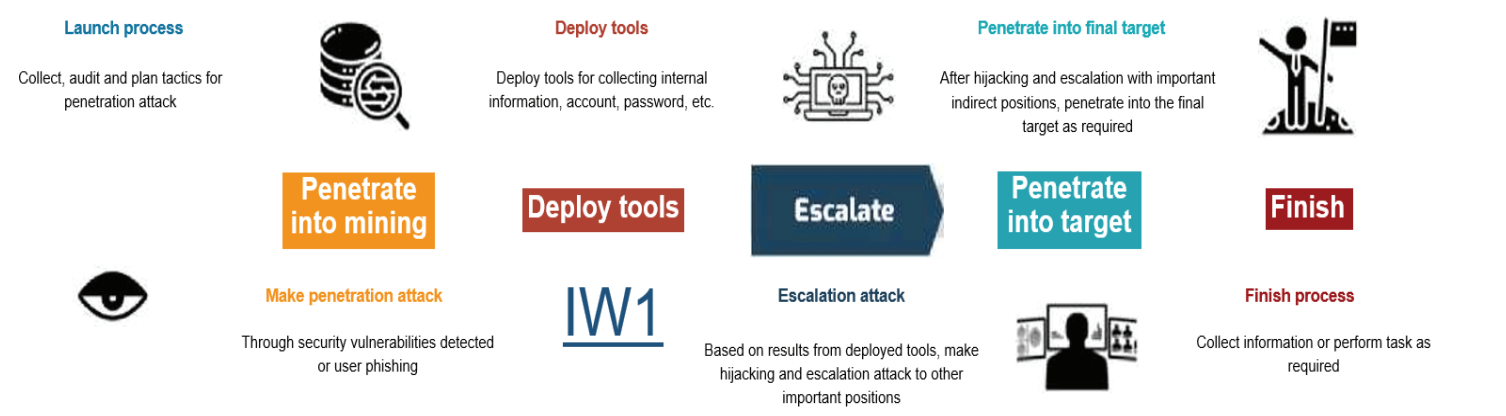 Launch process
Collect, audit and plan tactics for
penetration attack
Deploy tools
Deploy tools for collecting internal
information, account, password, etc.
Penetrate into final target
After hijacking and escalation with important
indirect positions, penetrate into the final
target as required
Penetrate
into mining
Deploy tools
Escalate
Penetrate
into target
Finish
Make penetration attack
Through security vulnerabilities detected
or user phishing
IW1
Escalation attack
Based on results from deployed tools, make
hijacking and escalation attack to other
important positions
Finish process
Collect information or perform task as
required